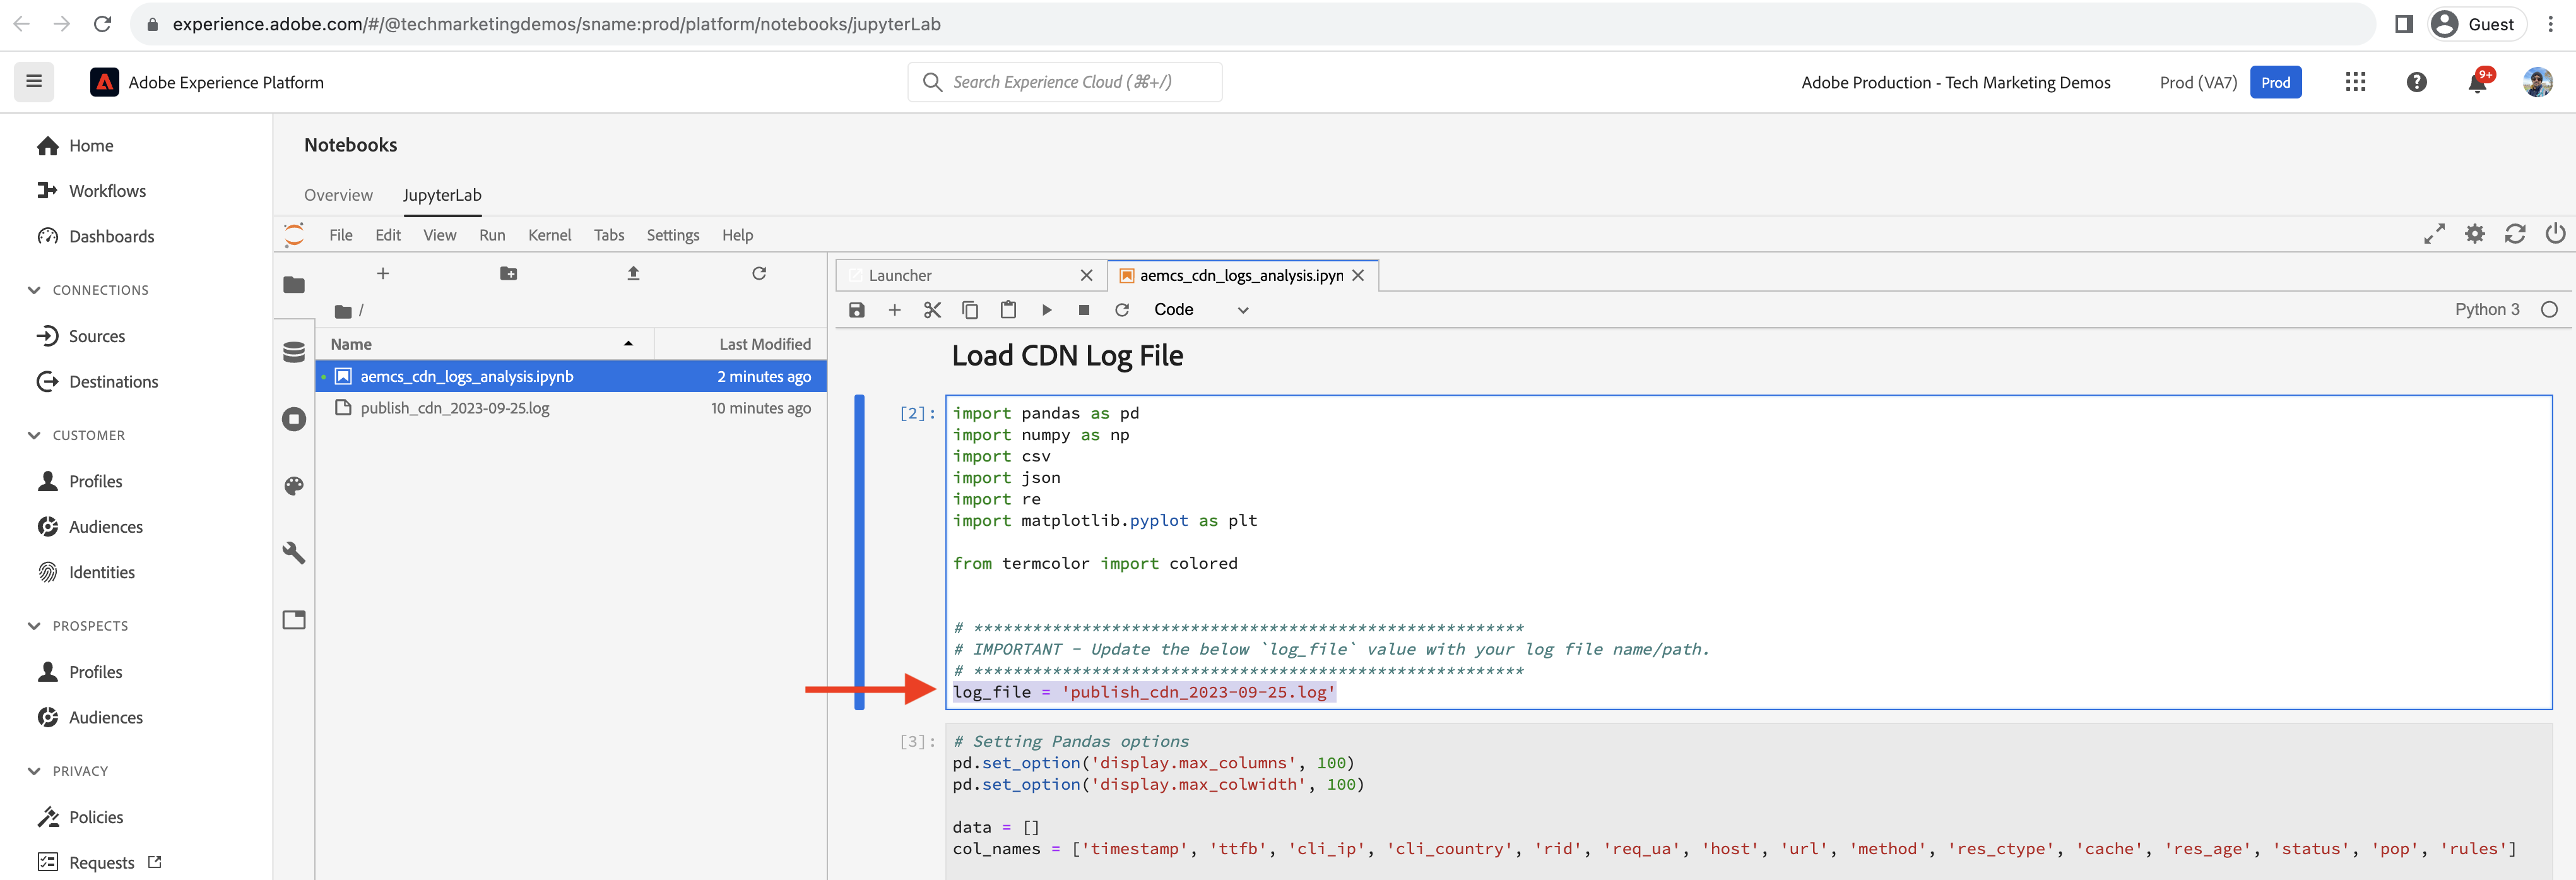 experience.adobe.com/#/@techmarketingdemos/sname:prod/platform/notebooks/jupyterLab
Guest
Adobe Experience Platform
Search Experience Cloud (⌘+/)
Adobe Production - Tech Marketing Demos
Prod (VA7)
Prod
9+
Home
Workflows
Dashboards
CONNECTIONS
Sources
Destinations
CUSTOMER
Profiles
Audiences
Identities
PROSPECTS
Profiles
Audiences
PRIVACY
Policies
Requests
Notebooks
Overview JupyterLab
File Edit View Run Kernel Tabs Settings Help
/
Name Last Modified
aemcs_cdn_logs_analysis.ipynb 2 minutes ago
publish_cdn_2023-09-25.log 10 minutes ago
Launcher
aemcs_cdn_logs_analysis.ipyn
Code
Python 3
Load CDN Log File
[2]:
import pandas as pd
import numpy as np
import csv
import json
import re
import matplotlib.pyplot as plt
from termcolor import colored
# ********************************************************
# IMPORTANT - Update the below `log_file` value with your log file name/path.
# ********************************************************
log_file = 'publish_cdn_2023-09-25.log'
[3]:
# Setting Pandas options
pd.set_option('display.max_columns', 100)
pd.set_option('display.max_colwidth', 100)
data = []
col_names = ['timestamp', 'ttfb', 'cli_ip', 'cli_country', 'rid', 'req_ua', 'host', 'url', 'method', 'res_ctype', 'cache', 'res_age', 'status', 'pop', 'rules']